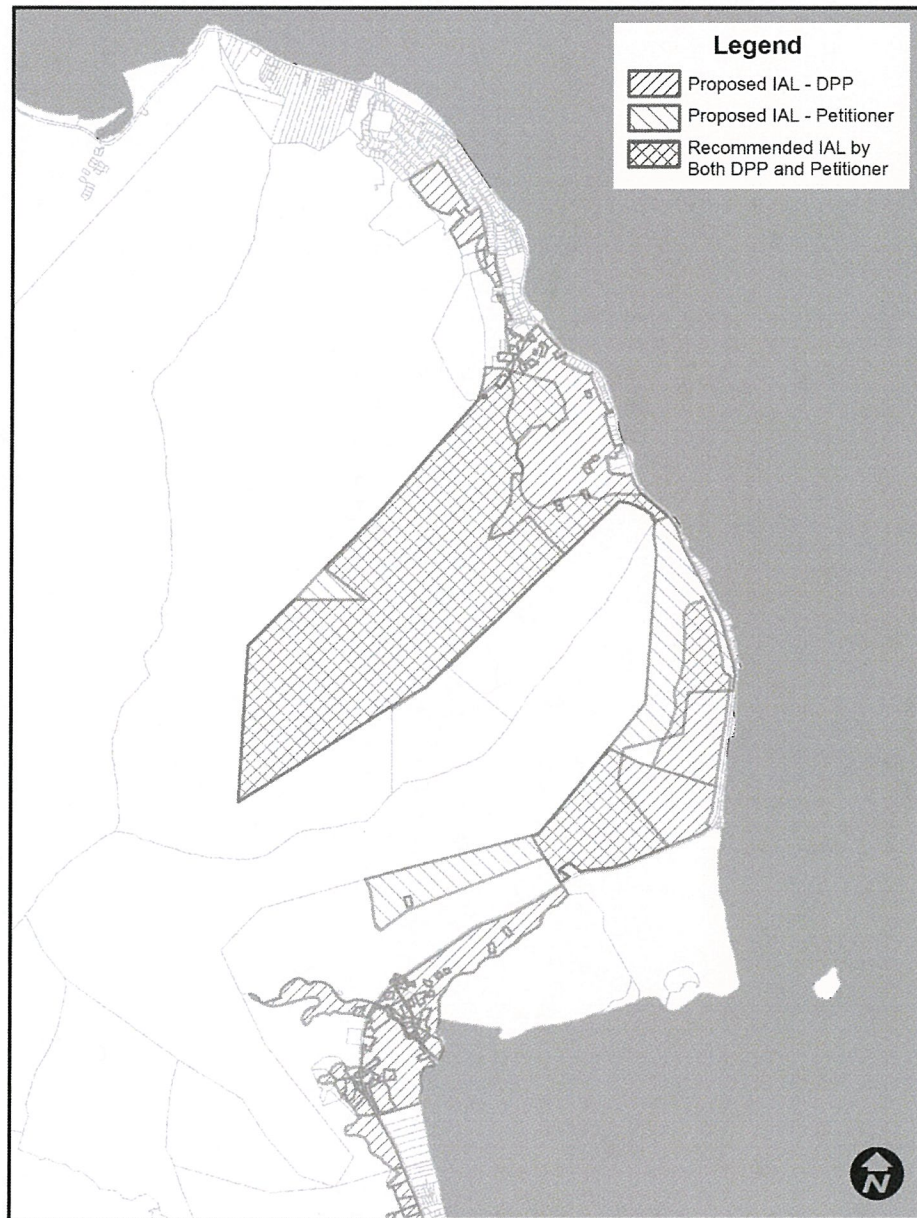 Legend
Proposed IAL - DPP
Proposed IAL - Petitioner
Recommended IAL by
Both DPP and Petitioner
N